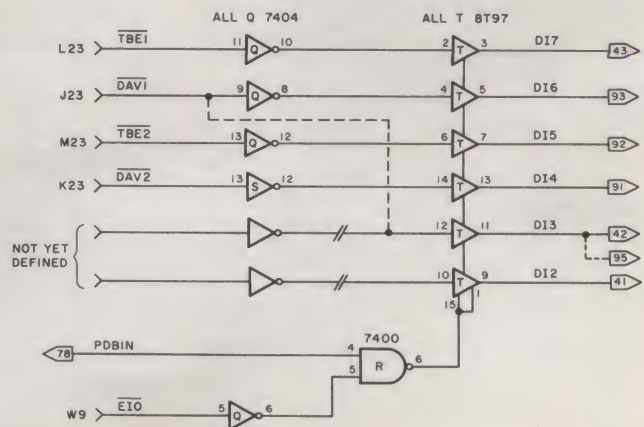 ALL Q 7404 ALL T 8T97
L23 TBE1 11 Q 10 2 T 3 DI7 43
J23 DAV1 9 Q 8 4 T 5 DI6 93
M23 TBE2 13 Q 12 6 T 7 DI5 92
K23 DAV2 13 S 12 14 T 13 DI4 91
12 T 11 DI3 42
NOT YET
DEFINED
95
10 T 9 DI2 41
15 1
7400
78 PDBIN 4 R 6
5
W9 EIO 5 Q 6